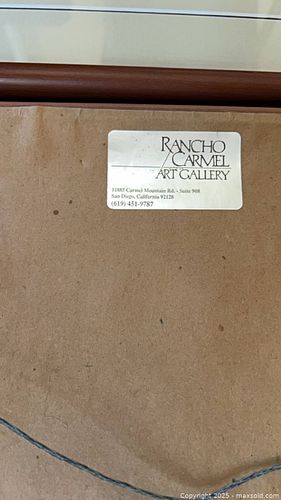 RANCHO
/CARMEL
ART GALLERY
11885 Carmel Mountain Rd. - Suite 908
San Diego, California 92128
(619) 451-9787
Copyright 2025 - maxsold.com